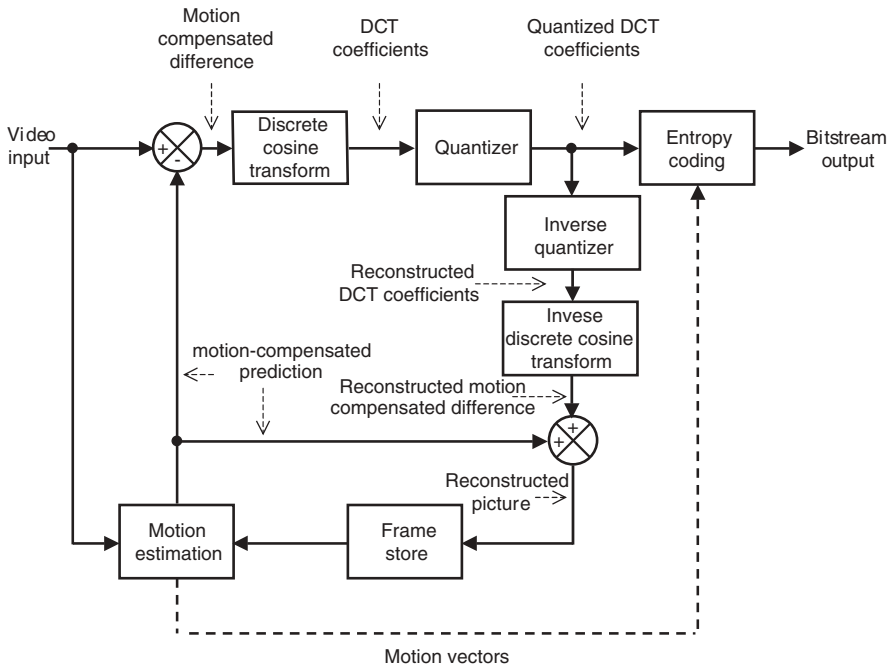 Motion
compensated
difference
DCT
coefficients
Quantized DCT
coefficients
Video
input
+
-
Discrete
cosine
transform
Quantizer
Entropy
coding
Bitstream
output
Inverse
quantizer
Reconstructed
DCT coefficients
Invese
discrete cosine
transform
motion-compensated
prediction
Reconstructed motion
compensated difference
+
+
Reconstructed
picture
Motion
estimation
Frame
store
Motion vectors